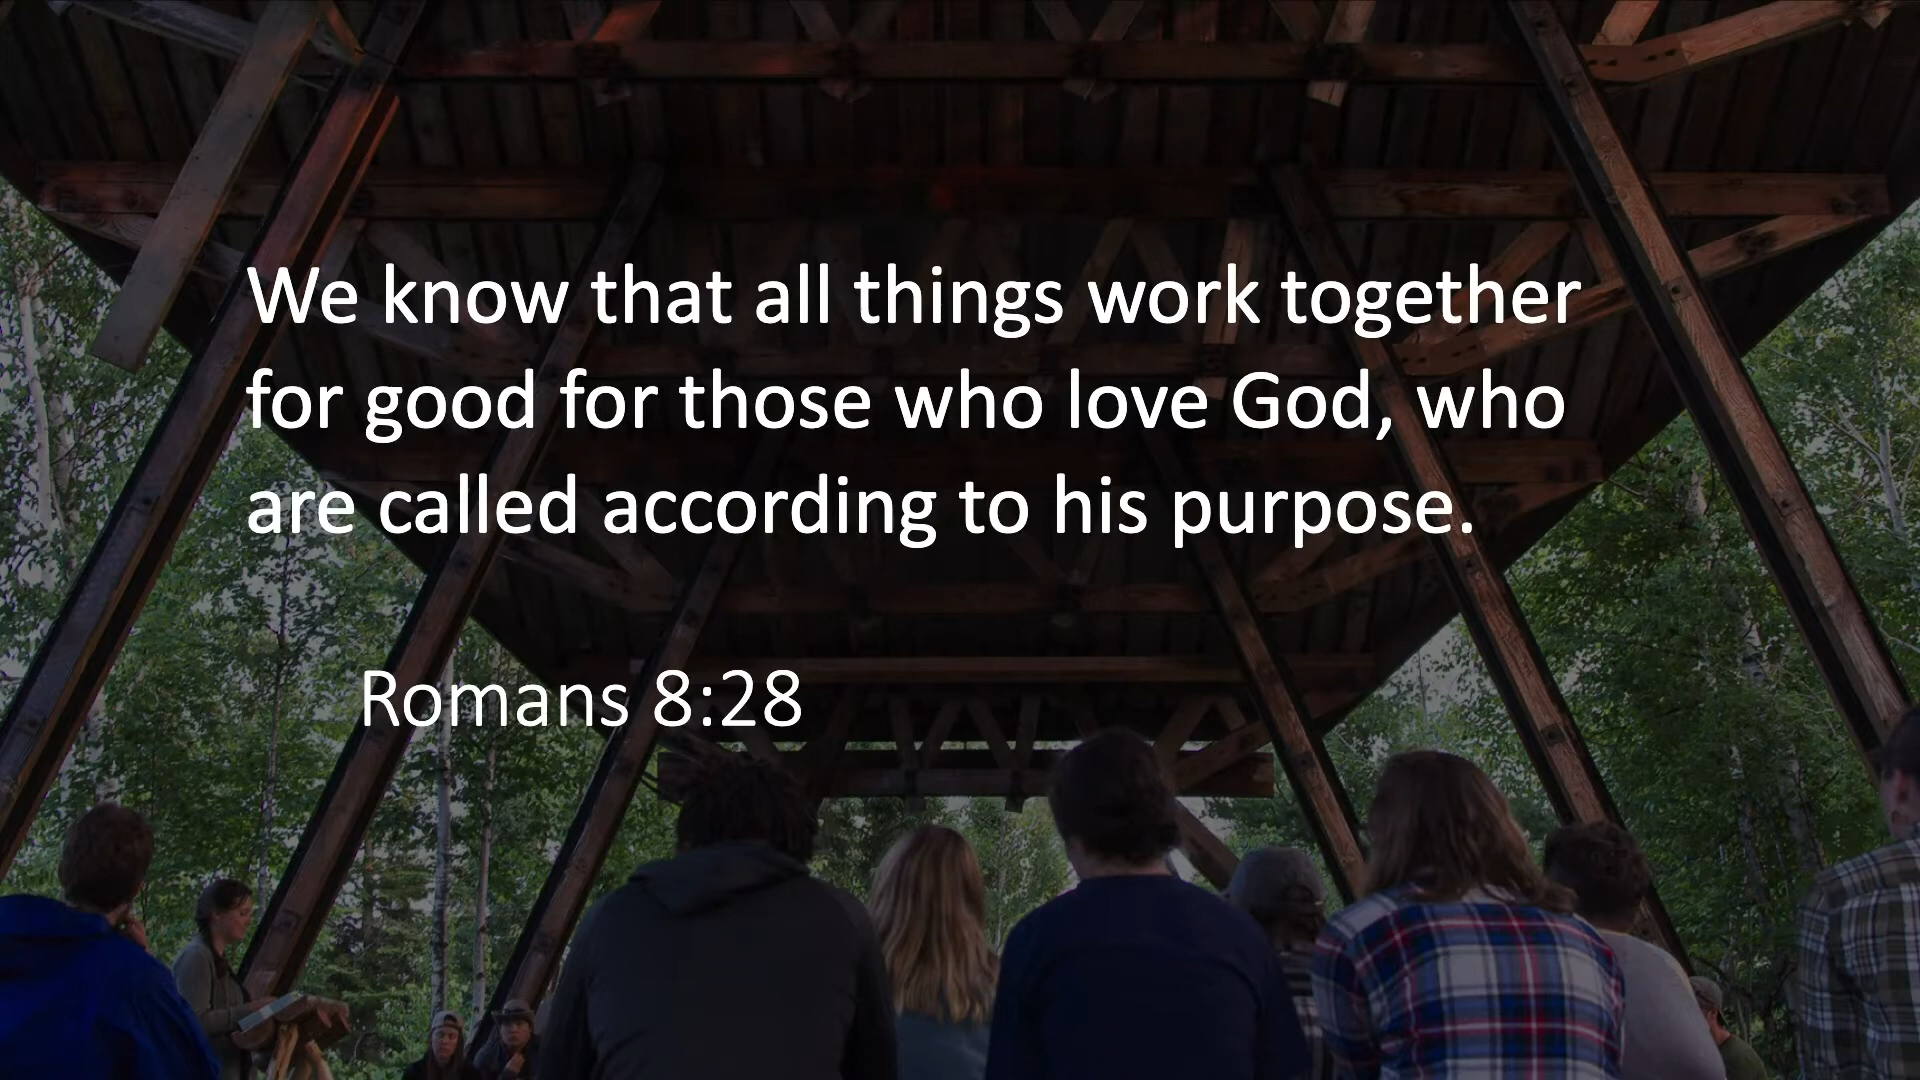 We know that all things work together
for good for those who love God, who
are called according to his purpose.
Romans 8:28